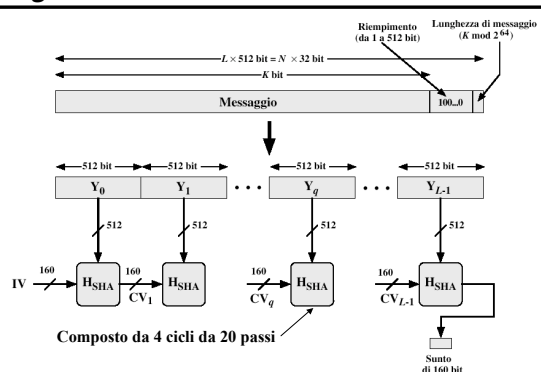 Riempimento
(da 1 a 512 bit)
Lunghezza di messaggio
(K mod 2^64)
L × 512 bit = N × 32 bit
K bit
Messaggio
100...0
512 bit
512 bit
512 bit
512 bit
Y0
Y1
• • •
Yq
• • •
YL-1
512
512
512
512
IV
160
HSHA
160
CV1
HSHA
160
CVq
HSHA
160
CVL-1
HSHA
Composto da 4 cicli da 20 passi
Sunto
di 160 bit